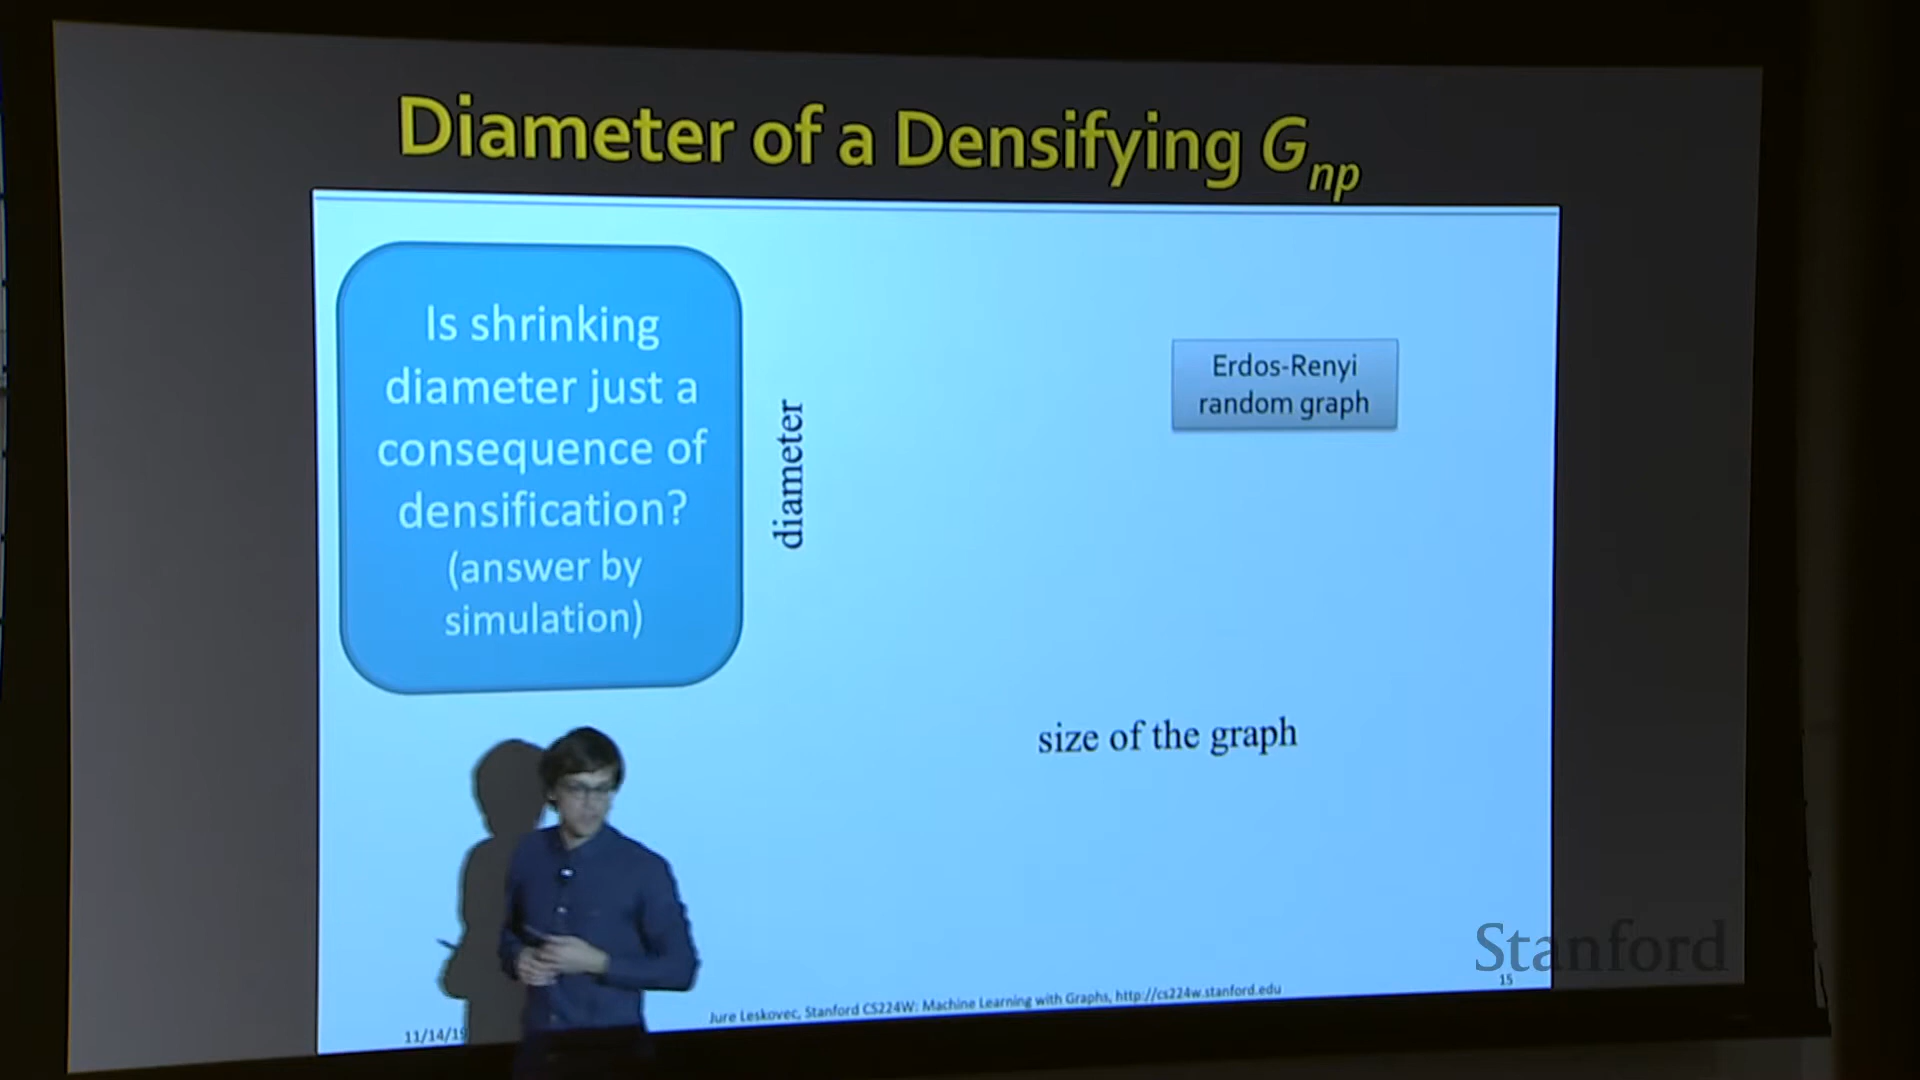 Diameter of a Densifying Gnp
Is shrinking
diameter just a
consequence of
densification?
(answer by
simulation)
diameter
Erdos-Renyi
random graph
size of the graph
Stanford
15
Jure Leskovec, Stanford CS224W: Machine Learning with Graphs, http://cs224w.stanford.edu
11/14/19